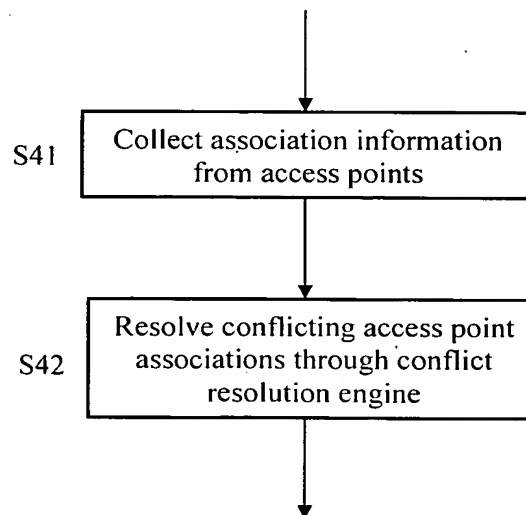 S41
Collect association information
from access points
S42
Resolve conflicting access point
associations through conflict
resolution engine